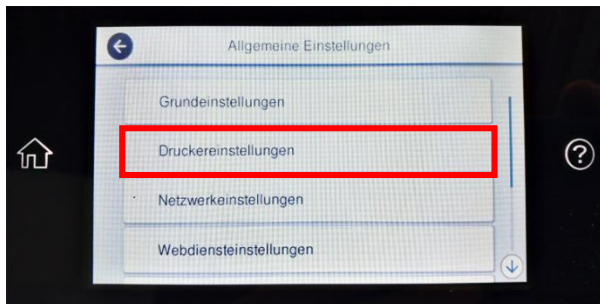 Allgemeine Einstellungen
Grundeinstellungen
Druckereinstellungen
Netzwerkeinstellungen
Webdiensteinstellungen
?